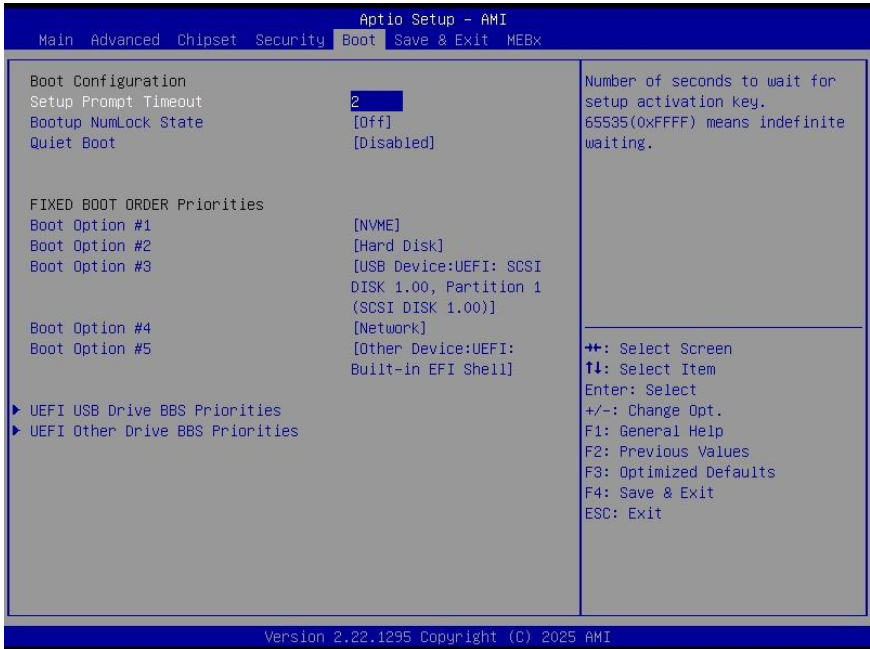 Aptio Setup – AMI
Main Advanced Chipset Security Boot Save & Exit MEBx
Boot Configuration
Setup Prompt Timeout 2
Bootup NumLock State [Off]
Quiet Boot [Disabled]
FIXED BOOT ORDER Priorities
Boot Option #1 [NVME]
Boot Option #2 [Hard Disk]
Boot Option #3 [USB Device:UEFI: SCSI
DISK 1.00, Partition 1
(SCSI DISK 1.00)]
Boot Option #4 [Network]
Boot Option #5 [Other Device:UEFI:
Built-in EFI Shell]
UEFI USB Drive BBS Priorities
UEFI Other Drive BBS Priorities
Number of seconds to wait for
setup activation key.
65535(0xFFFF) means indefinite
waiting.
→←: Select Screen
↑↓: Select Item
Enter: Select
+/-: Change Opt.
F1: General Help
F2: Previous Values
F3: Optimized Defaults
F4: Save & Exit
ESC: Exit
Version 2.22.1295 Copyright (C) 2025 AMI